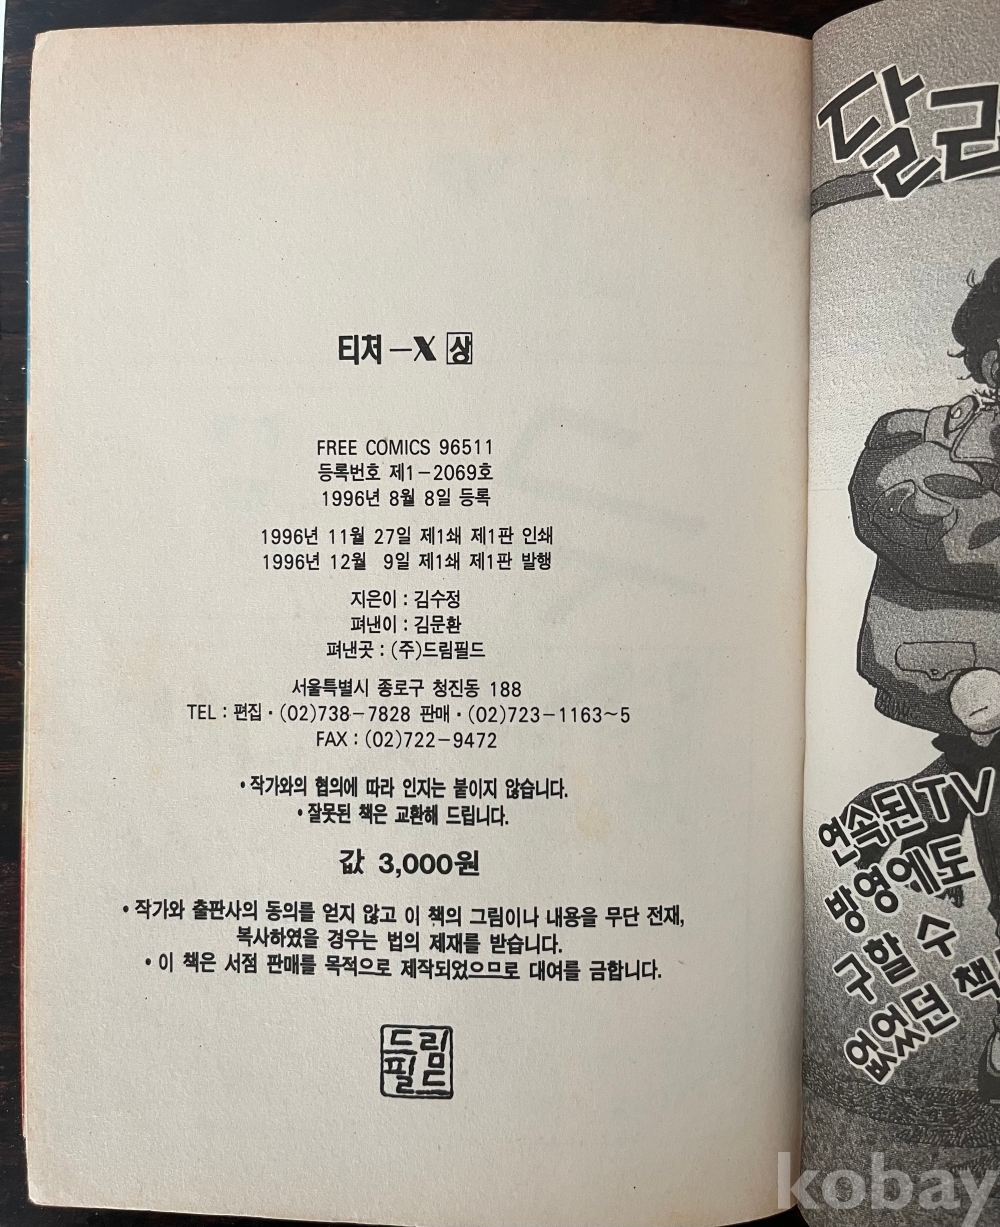 티처 –X 상
FREE COMICS 96511
등록번호 제1–2069호
1996년 8월 8일 등록
1996년 11월 27일 제1쇄 제1판 인쇄
1996년 12월 9일 제1쇄 제1판 발행
지은이 : 김수정
펴낸이 : 김문환
펴낸곳 : (주)드림필드
서울특별시 종로구 청진동 188
TEL : 편집 · (02)738–7828 판매 · (02)723–1163~5
FAX : (02)722–9472
• 작가와의 협의에 따라 인지는 붙이지 않습니다.
• 잘못된 책은 교환해 드립니다.
값 3,000원
• 작가와 출판사의 동의를 얻지 않고 이 책의 그림이나 내용을 무단 전재,
복사하였을 경우는 법의 제재를 받습니다.
• 이 책은 서점 판매를 목적으로 제작되었으므로 대여를 금합니다.
드림
필드
달
연속된 TV
방영에도
구할 수
없었던 책
kobay